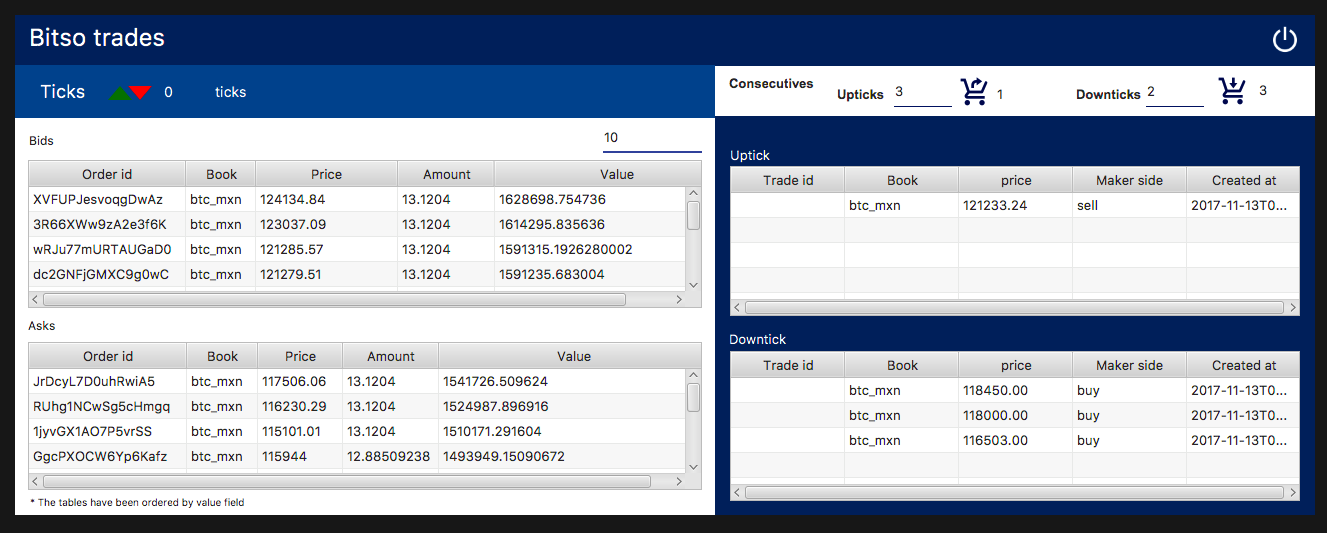 Bitso trades
Ticks 0 ticks
Consecutives Upticks 3 1 Downticks 2 3
Bids 10
Order id Book Price Amount Value
XVFUPJesvoqgDwAz btc_mxn 124134.84 13.1204 1628698.754736
3R66XWw9zA2e3f6K btc_mxn 123037.09 13.1204 1614295.835636
wRJu77mURTAUGaD0 btc_mxn 121285.57 13.1204 1591315.1926280002
dc2GNFjGMXC9g0wC btc_mxn 121279.51 13.1204 1591235.683004
Asks
Order id Book Price Amount Value
JrDcyL7D0uhRwiA5 btc_mxn 117506.06 13.1204 1541726.509624
RUhg1NCwSg5cHmgq btc_mxn 116230.29 13.1204 1524987.896916
1jyvGX1AO7P5vrSS btc_mxn 115101.01 13.1204 1510171.291604
GgcPXOCW6Yp6Kafz btc_mxn 115944 12.88509238 1493949.15090672
* The tables have been ordered by value field
Uptick
Trade id Book price Maker side Created at
btc_mxn 121233.24 sell 2017-11-13T0...
Downtick
Trade id Book price Maker side Created at
btc_mxn 118450.00 buy 2017-11-13T0...
btc_mxn 118000.00 buy 2017-11-13T0...
btc_mxn 116503.00 buy 2017-11-13T0...